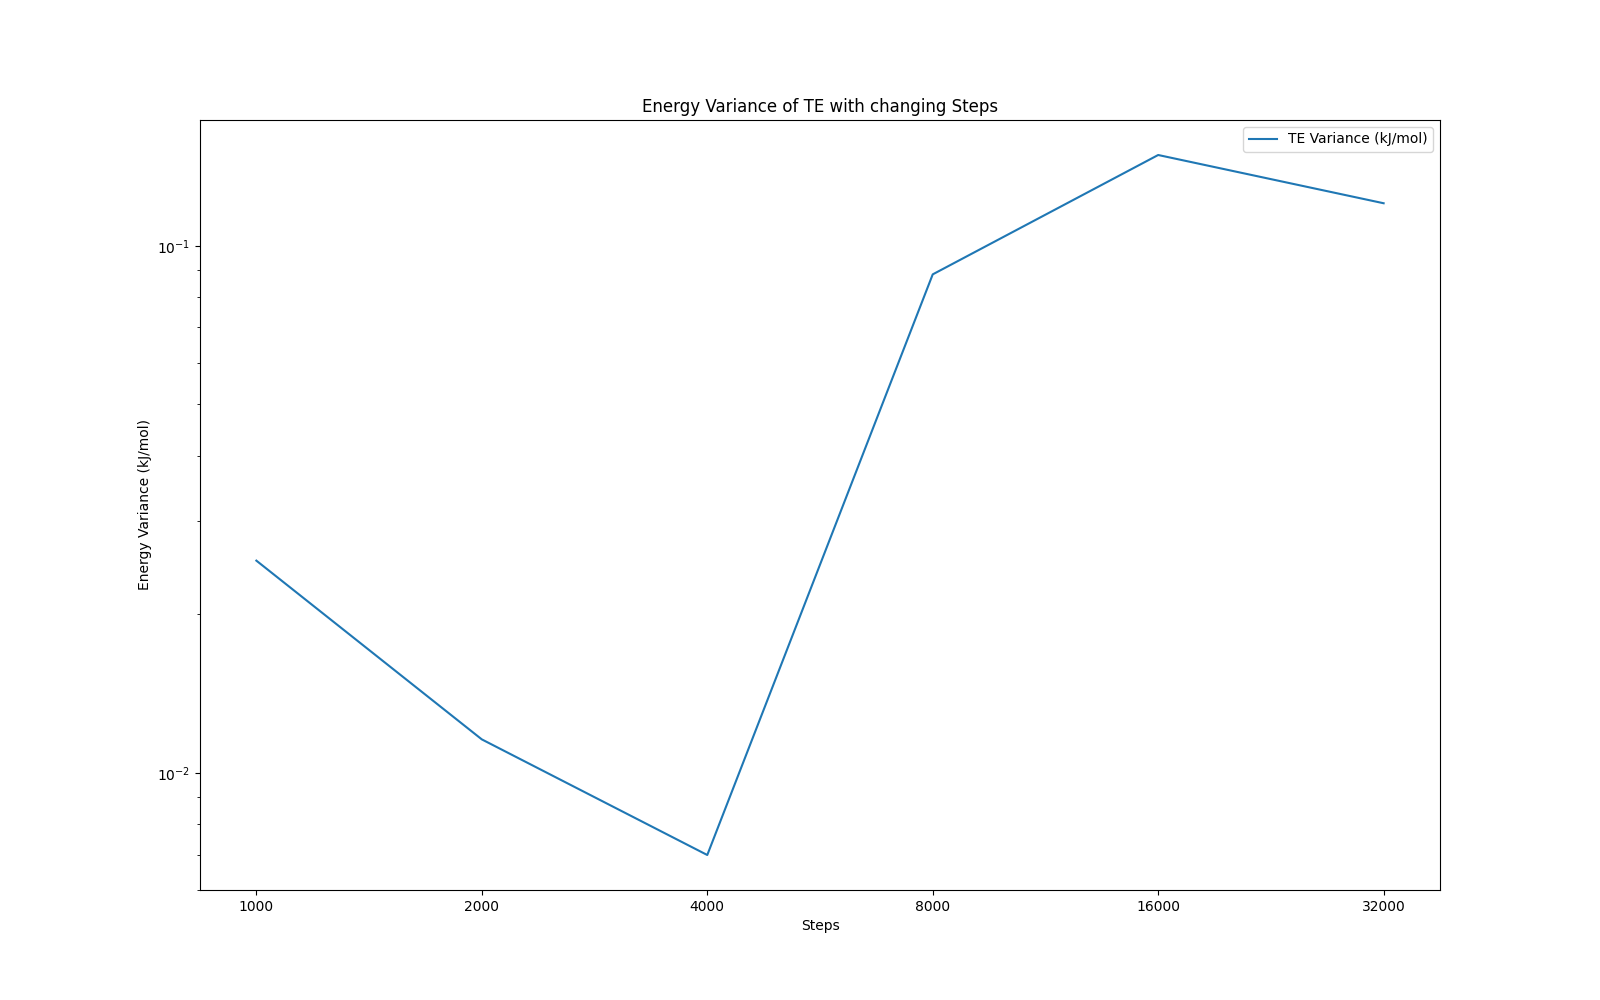 Energy Variance of TE with changing Steps
TE Variance (kJ/mol)
10⁻¹
10⁻²
Energy Variance (kJ/mol)
1000 2000 4000 8000 16000 32000
Steps